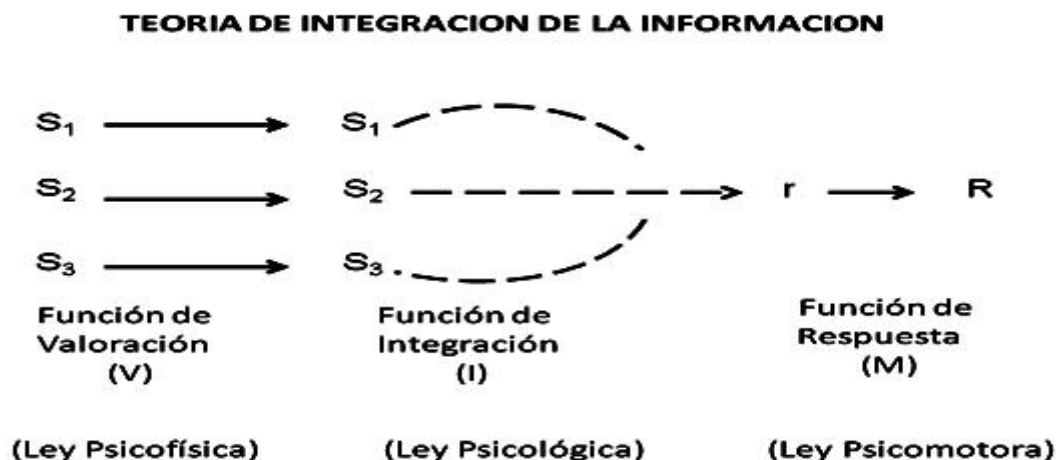 TEORIA DE INTEGRACION DE LA INFORMACION
S₁ S₁
S₂ S₂ r R
S₃ S₃
Función de Valoración (V)
Función de Integración (I)
Función de Respuesta (M)
(Ley Psicofísica) (Ley Psicológica) (Ley Psicomotora)